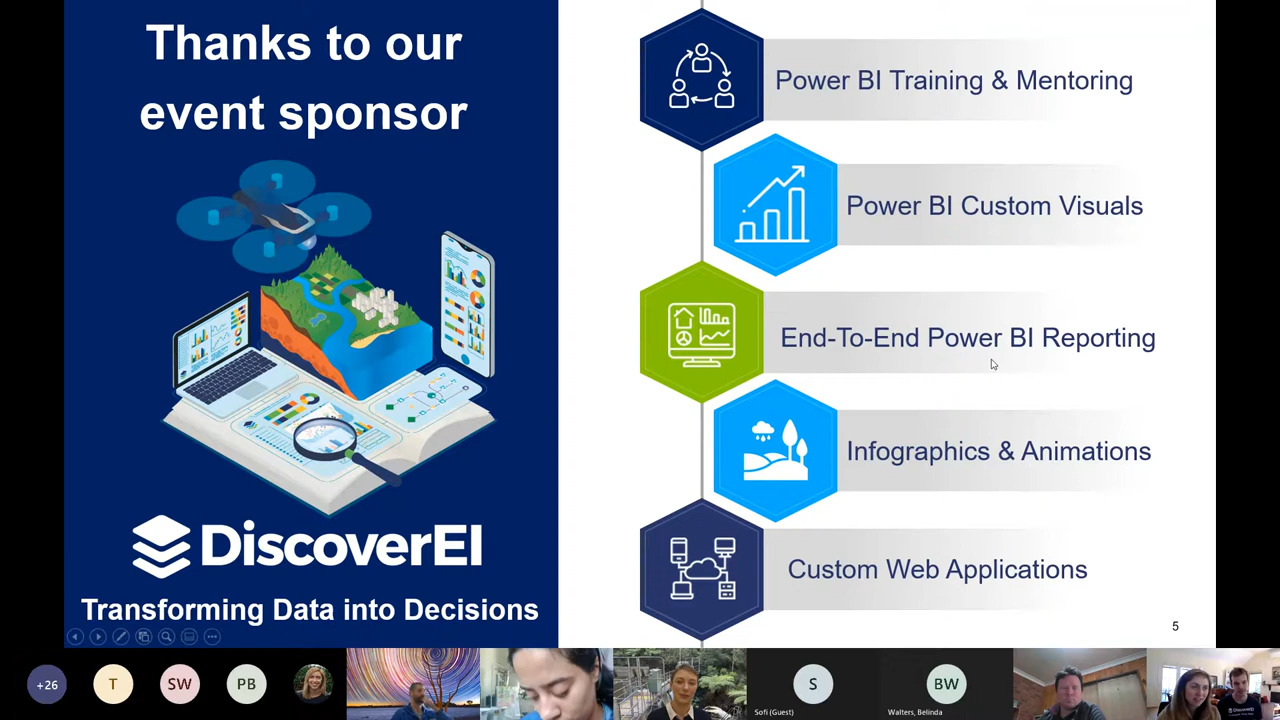 Thanks to our
event sponsor
DiscoverEI
Transforming Data into Decisions
Power BI Training & Mentoring
Power BI Custom Visuals
End-To-End Power BI Reporting
Infographics & Animations
Custom Web Applications
5
+26
T
SW
PB
S
Sofi (Guest)
BW
Walters, Belinda
DiscoverEI